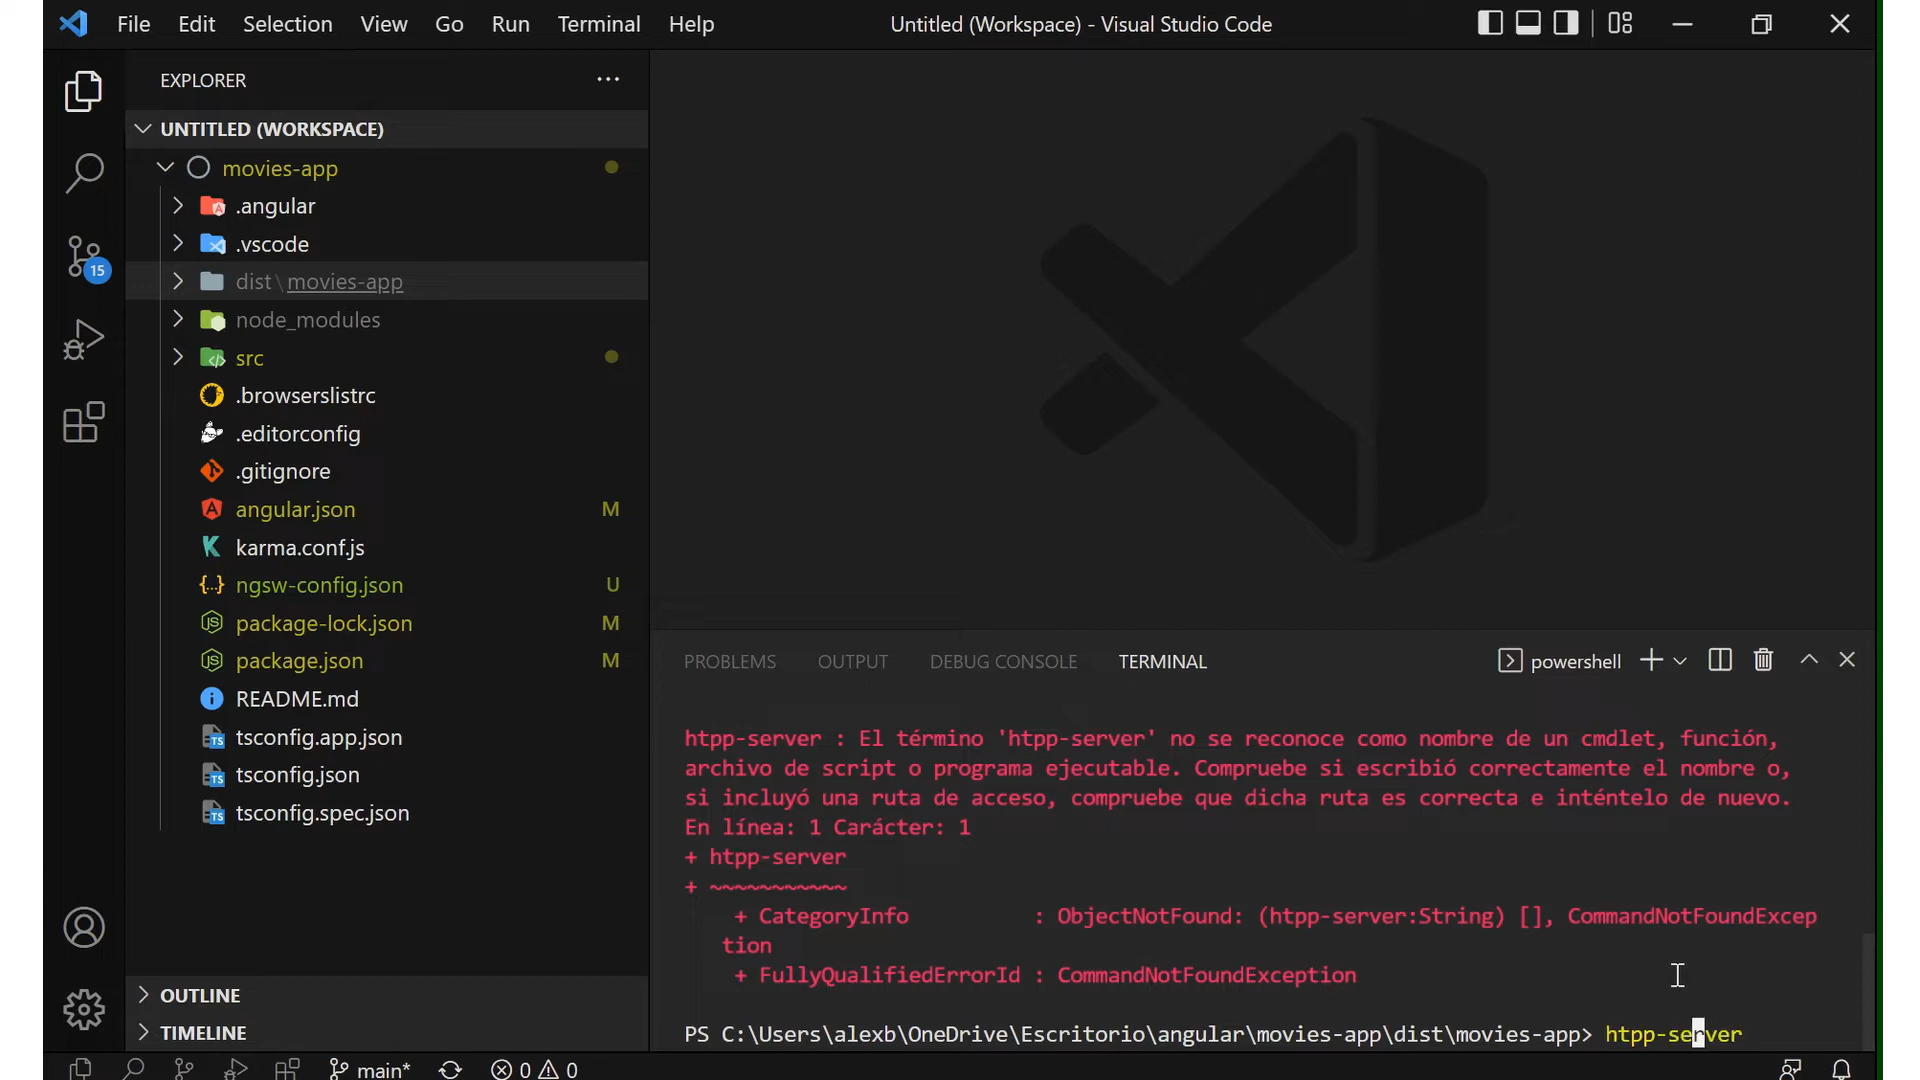 File Edit Selection View Go Run Terminal Help
Untitled (Workspace) - Visual Studio Code
EXPLORER
UNTITLED (WORKSPACE)
movies-app
.angular
.vscode
dist\movies-app
node_modules
src
.browserslistrc
.editorconfig
.gitignore
angular.json M
karma.conf.js
ngsw-config.json U
package-lock.json M
package.json M
README.md
tsconfig.app.json
tsconfig.json
tsconfig.spec.json
15
OUTLINE
TIMELINE
PROBLEMS OUTPUT DEBUG CONSOLE TERMINAL
powershell
htpp-server : El término 'htpp-server' no se reconoce como nombre de un cmdlet, función,
archivo de script o programa ejecutable. Compruebe si escribió correctamente el nombre o,
si incluyó una ruta de acceso, compruebe que dicha ruta es correcta e inténtelo de nuevo.
En línea: 1 Carácter: 1
+ htpp-server
+ ~~~~~~~~~~~
+ CategoryInfo : ObjectNotFound: (htpp-server:String) [], CommandNotFoundExcep
tion
+ FullyQualifiedErrorId : CommandNotFoundException
PS C:\Users\alexb\OneDrive\Escritorio\angular\movies-app\dist\movies-app> htpp-server
main* 0 0